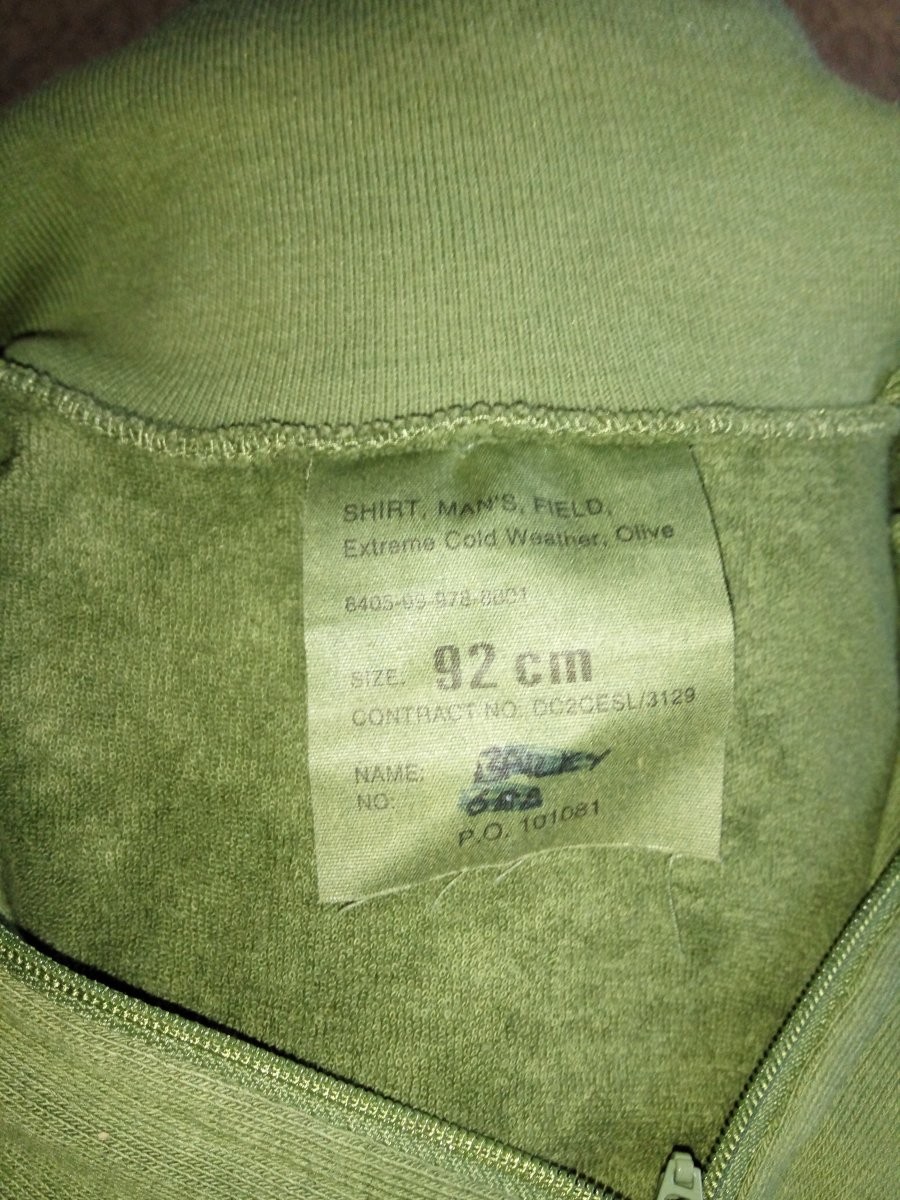 SHIRT, MAN'S, FIELD,
Extreme Cold Weather, Olive
8405-99-978-8001
SIZE: 92 cm
CONTRACT NO. DC2CESL/3129
NAME:
NO:
P.O. 101081